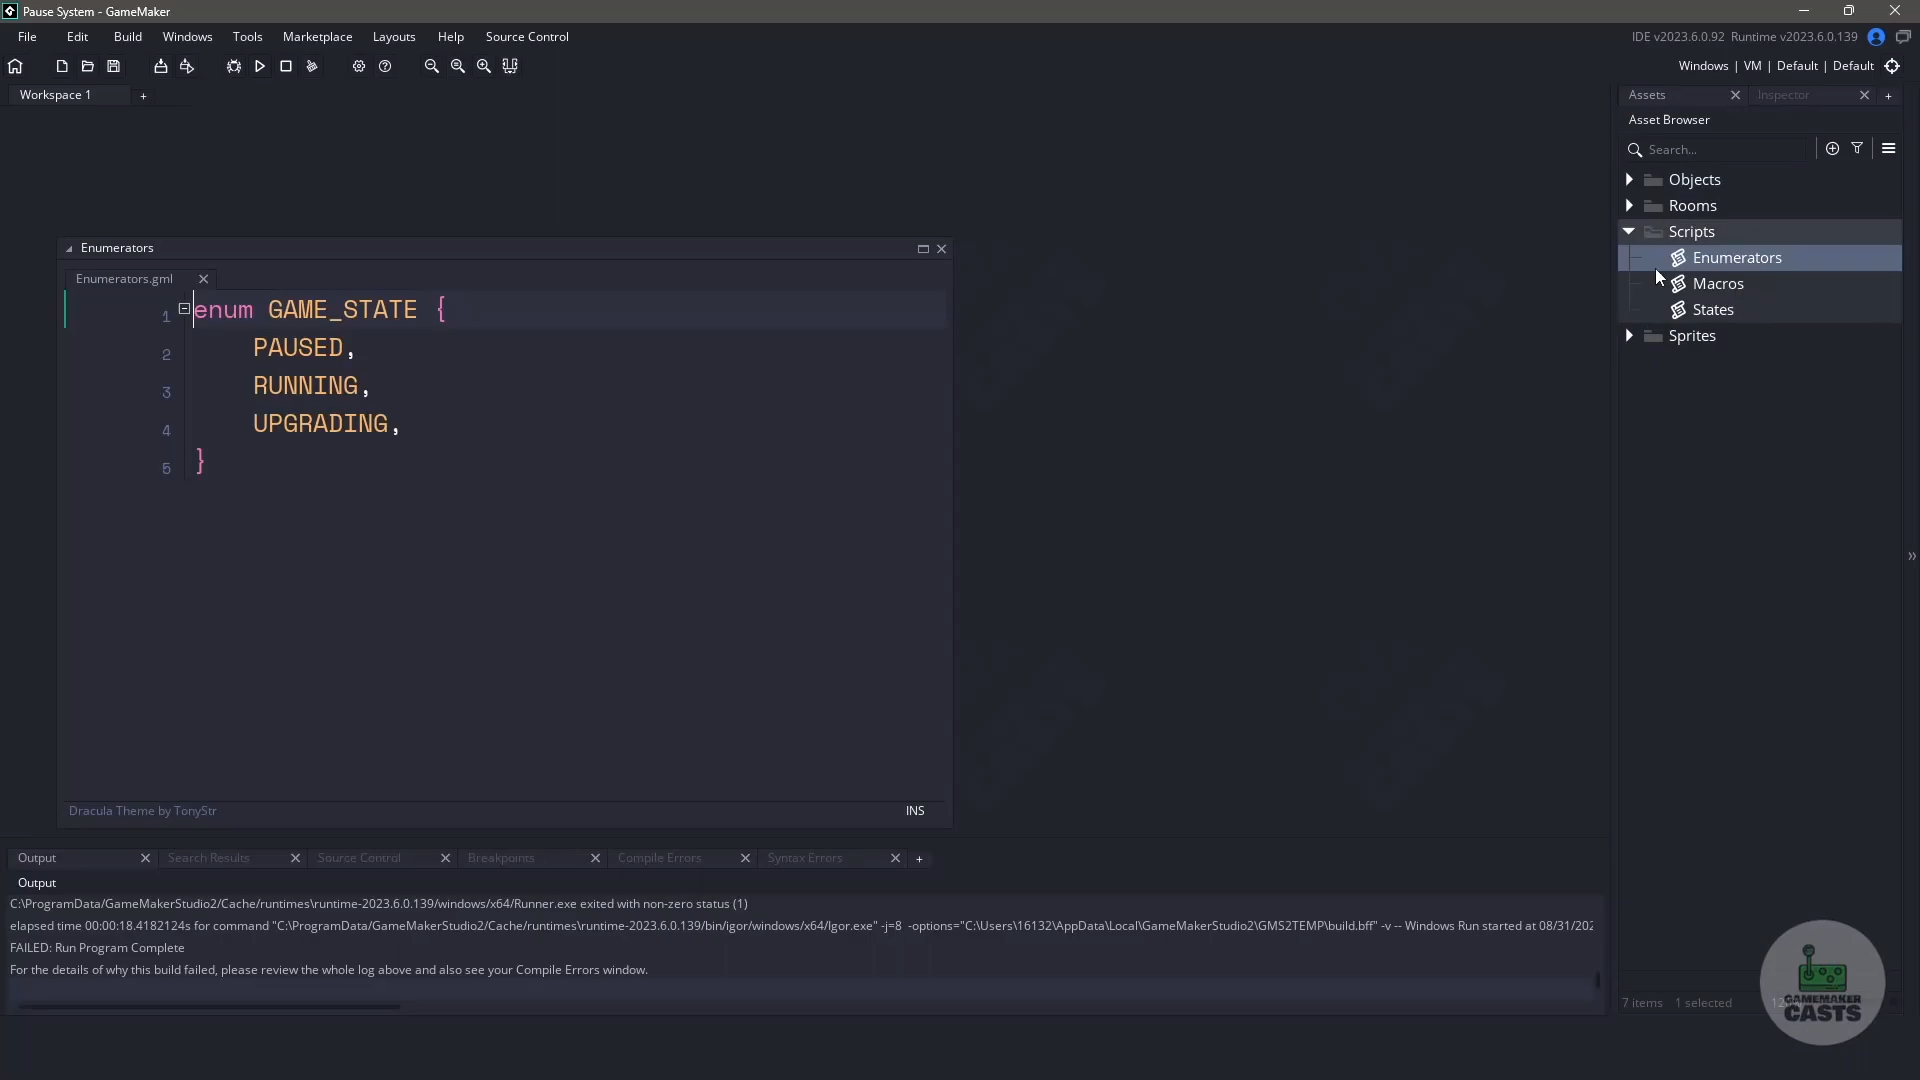 Pause System - GameMaker
File Edit Build Windows Tools Marketplace Layouts Help Source Control
IDE v2023.6.0.92 Runtime v2023.6.0.139
Windows | VM | Default | Default
Workspace 1 +
Assets Inspector +
Asset Browser
Search...
Objects
Rooms
Scripts
Enumerators
Macros
States
Sprites
Enumerators
Enumerators.gml
1 enum GAME_STATE {
2 PAUSED,
3 RUNNING,
4 UPGRADING,
5 }
Dracula Theme by TonyStr INS
Output Search Results Source Control Breakpoints Compile Errors Syntax Errors +
Output
C:\ProgramData/GameMakerStudio2/Cache/runtimes\runtime-2023.6.0.139/windows/x64/Runner.exe exited with non-zero status (1)
elapsed time 00:00:18.4182124s for command "C:\ProgramData/GameMakerStudio2/Cache/runtimes\runtime-2023.6.0.139/bin/igor/windows/x64/Igor.exe" -j=8 -options="C:\Users\16132\AppData\Local\GameMakerStudio2\GMS2TEMP\build.bff" -v -- Windows Run started at 08/31/202
FAILED: Run Program Complete
For the details of why this build failed, please review the whole log above and also see your Compile Errors window.
7 items 1 selected
GAMEMAKER
CASTS